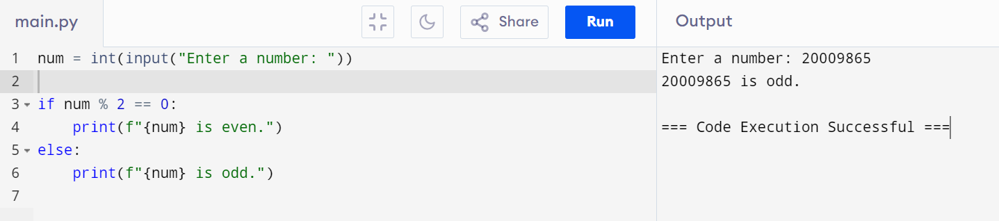 main.py
Share
Run
Output
1 num = int(input("Enter a number: "))
2
3 if num % 2 == 0:
4     print(f"{num} is even.")
5 else:
6     print(f"{num} is odd.")
7
Enter a number: 20009865
20009865 is odd.
=== Code Execution Successful ===